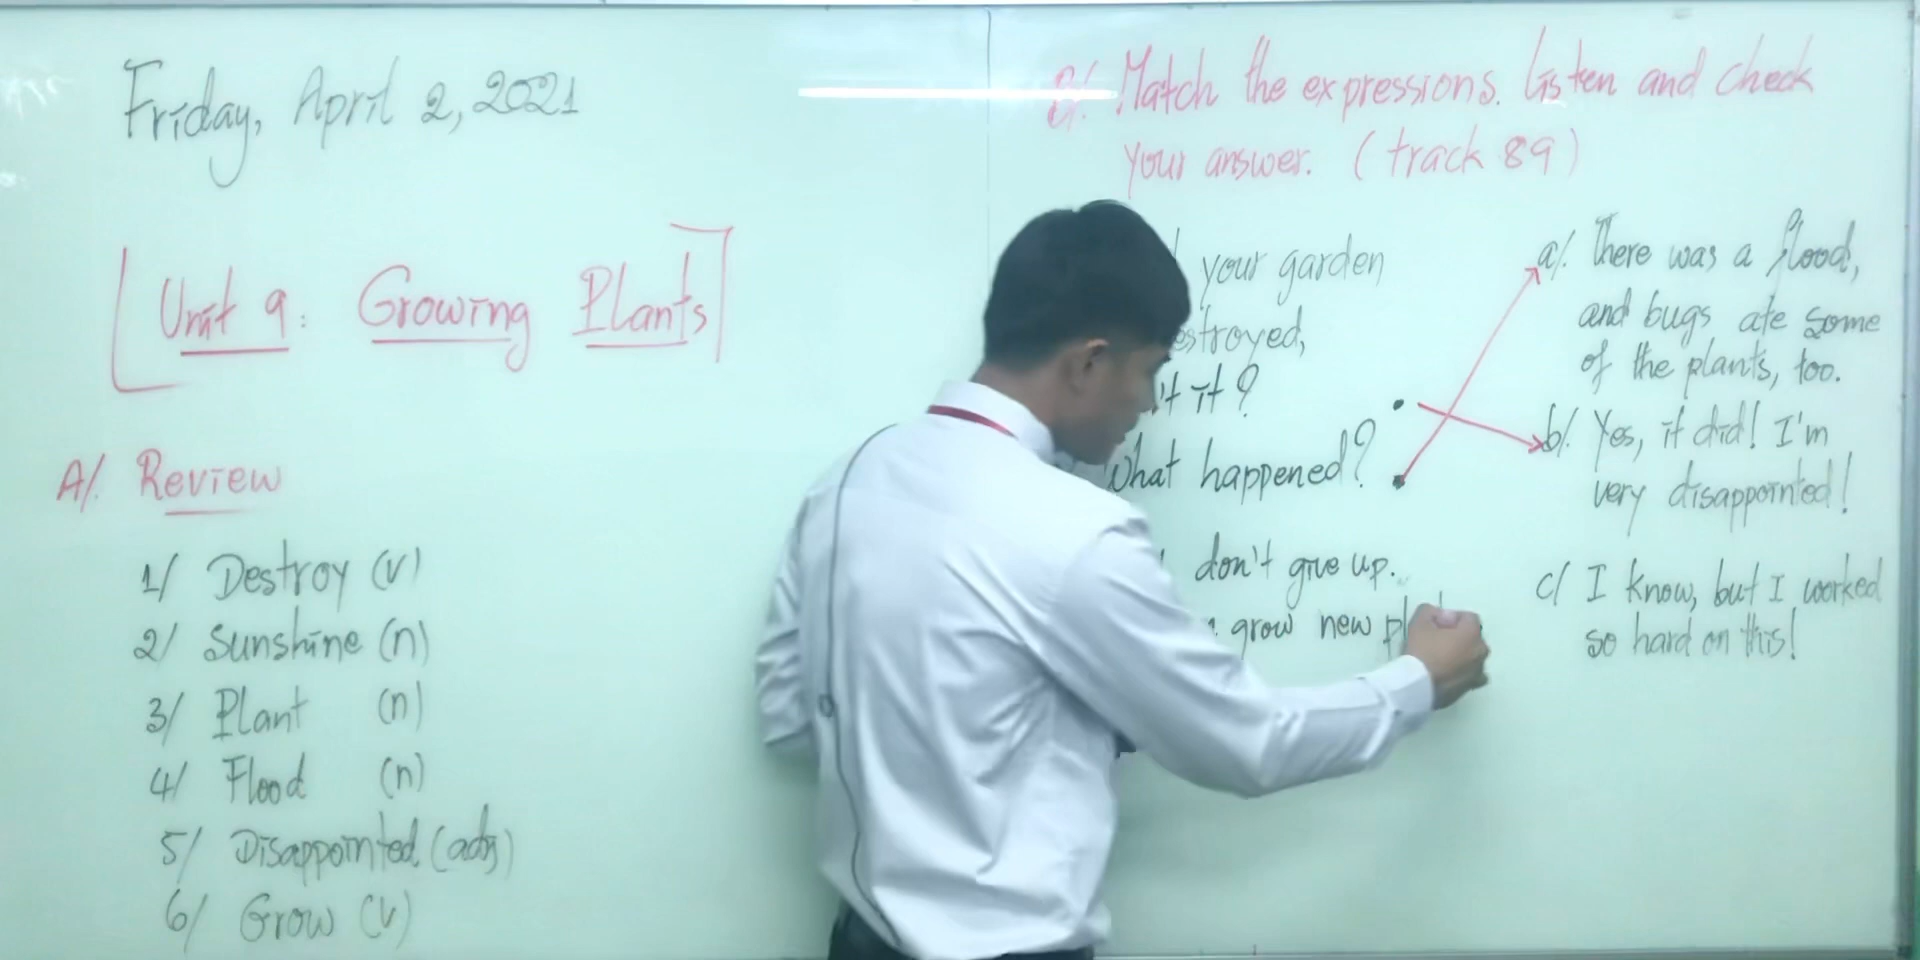 Friday, April 2, 2021
Unit 9: Growing Plants
A/. Review
1/ Destroy (v)
2/ Sunshine (n)
3/ Plant (n)
4/ Flood (n)
5/ Disappointed (adj)
6/ Grow (v)
B/. Match the expressions. Listen and check
your answer. (track 89)
your garden
it?
What happened?
don't give up.
grow new
a/. There was a flood,
and bugs ate some
of the plants, too.
b/. Yes, it did! I'm
very disappointed!
c/ I know, but I worked
so hard on this!